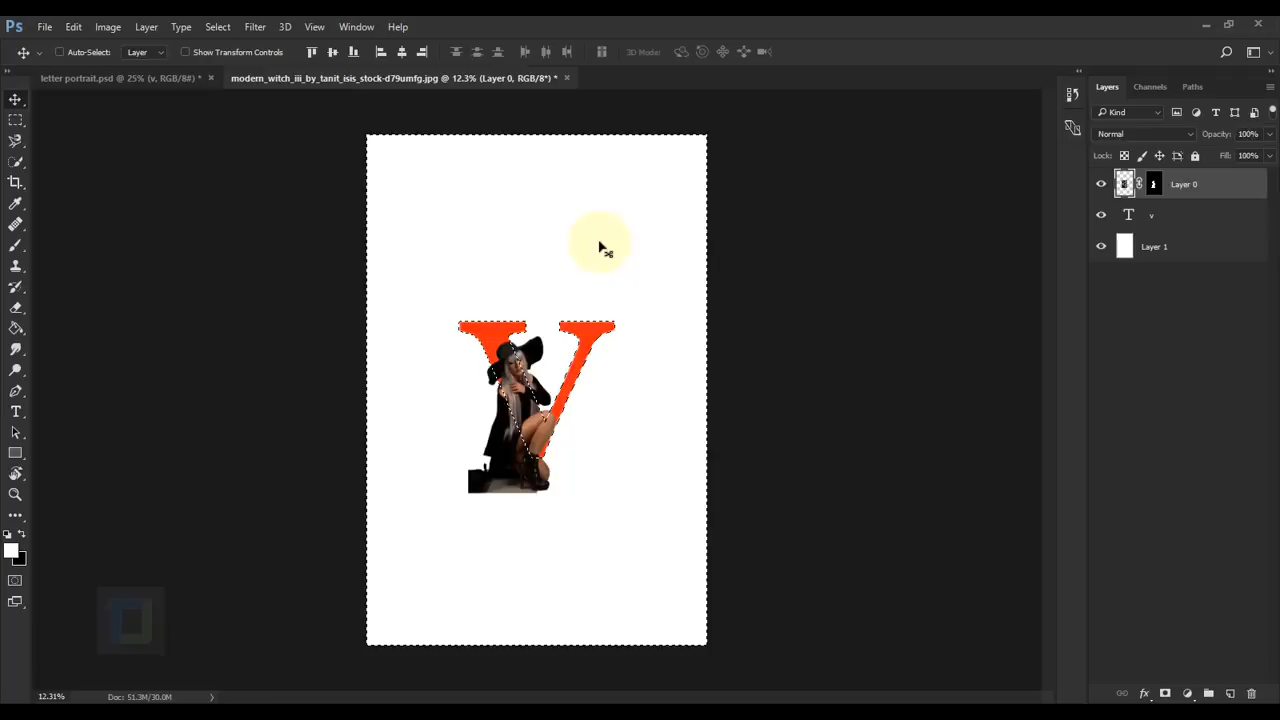 Ps File Edit Image Layer Type Select Filter 3D View Window Help
Auto-Select: Layer Show Transform Controls 3D Mode:
letter portrait.psd @ 25% (v, RGB/8#) * × modern_witch_iii_by_tanit_isis_stock-d79umfg.jpg @ 12.3% (Layer 0, RGB/8*) * ×
Layers Channels Paths
Kind
Normal Opacity: 100%
Lock: Fill: 100%
Layer 0
T v
Layer 1
V
T
12.31% Doc: 51.3M/30.0M
fx